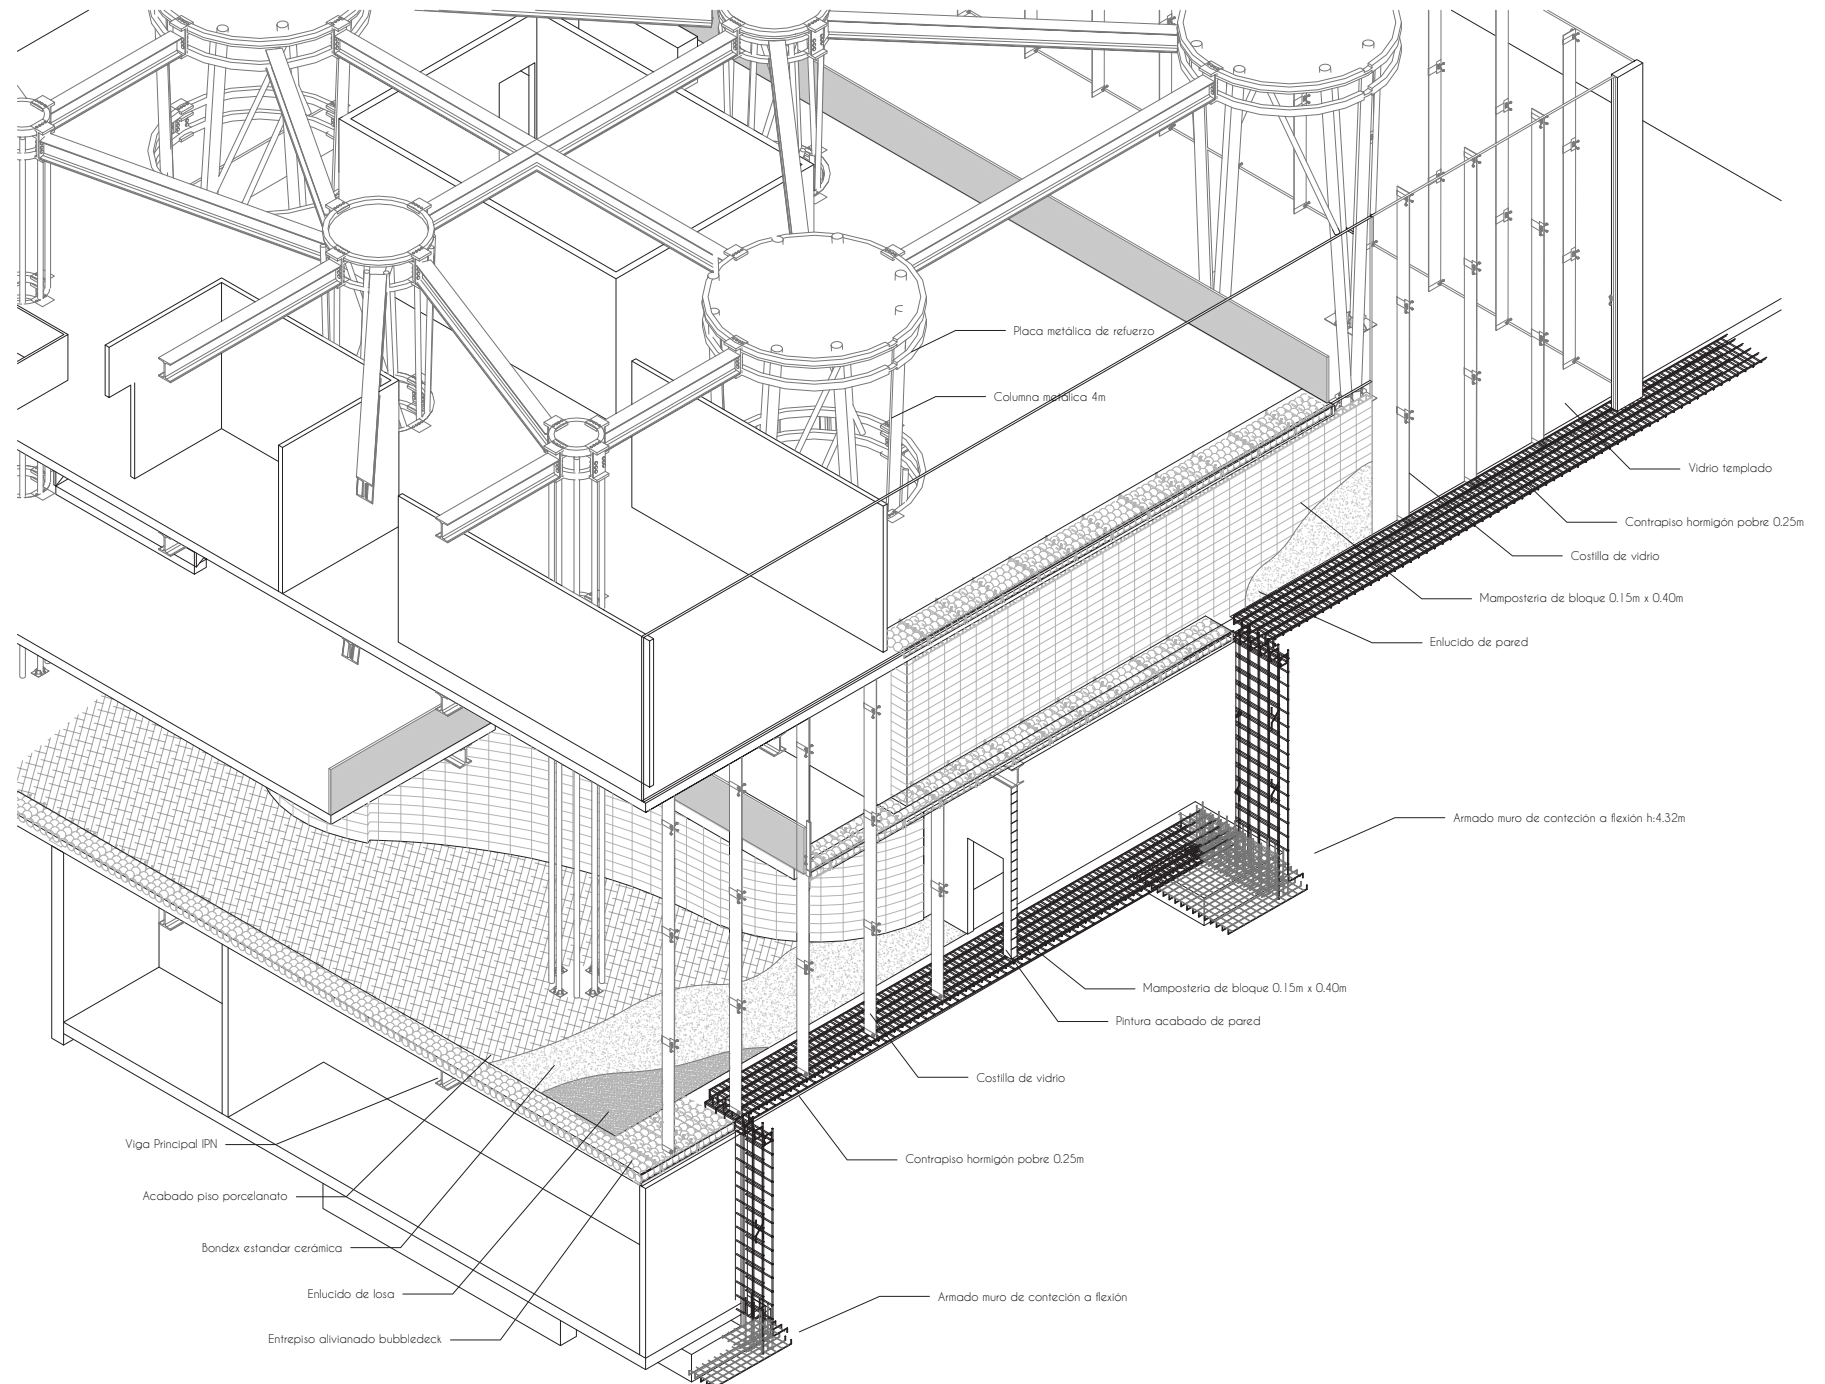 Placa metálica de refuerzo
Columna metálica 4m
Vidrio templado
Contrapiso hormigón pobre 0.25m
Costilla de vidrio
Mamposteria de bloque 0.15m x 0.40m
Enlucido de pared
Armado muro de conteción a flexión h:4.32m
Mamposteria de bloque 0.15m x 0.40m
Pintura acabado de pared
Costilla de vidrio
Viga Principal IPN
Contrapiso hormigón pobre 0.25m
Acabado piso porcelanato
Bondex estandar cerámica
Enlucido de losa
Armado muro de conteción a flexión
Entrepiso alivianado bubbledeck